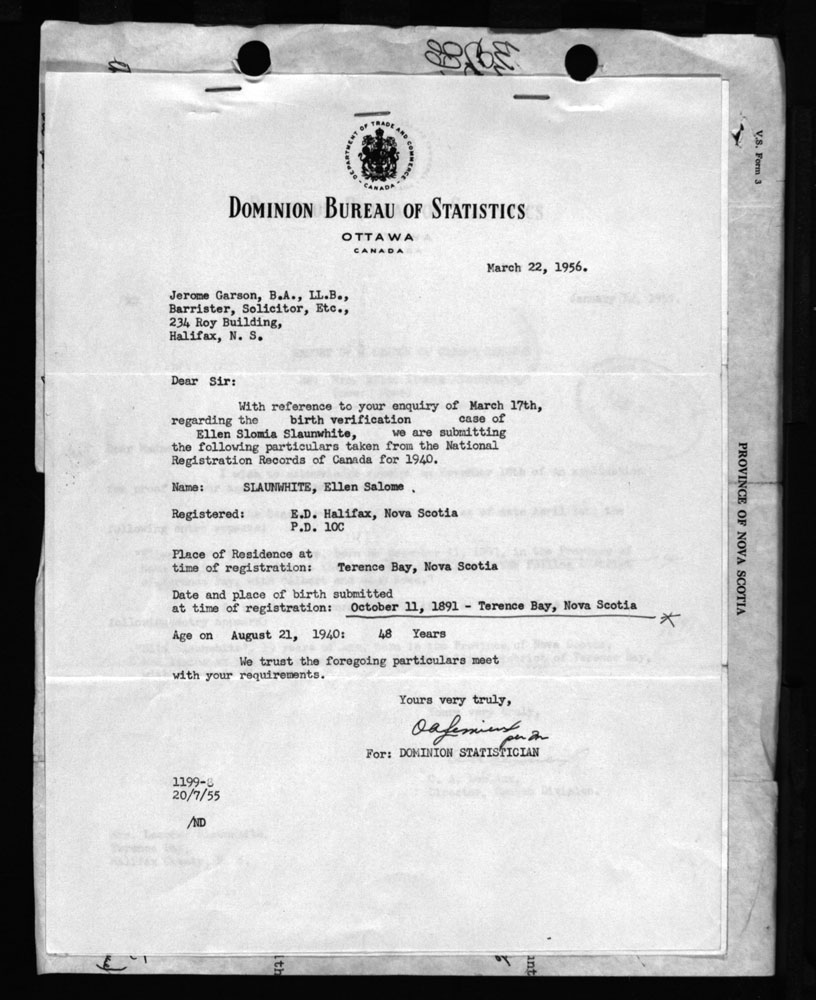 DEPARTMENT OF TRADE AND COMMERCE
CANADA
DOMINION BUREAU OF STATISTICS
OTTAWA
CANADA
March 22, 1956.
Jerome Garson, B.A., LL.B.,
Barrister, Solicitor, Etc.,
234 Roy Building,
Halifax, N. S.
Dear Sir:
With reference to your enquiry of March 17th,
regarding the birth verification case of
Ellen Slomia Slaunwhite, we are submitting
the following particulars taken from the National
Registration Records of Canada for 1940.
Name: SLAUNWHITE, Ellen Salome .
Registered: E.D. Halifax, Nova Scotia
P.D. 10C
Place of Residence at
time of registration: Terence Bay, Nova Scotia
Date and place of birth submitted
at time of registration: October 11, 1891 - Terence Bay, Nova Scotia
Age on August 21, 1940: 48 Years
We trust the foregoing particulars meet
with your requirements.
Yours very truly,
For: DOMINION STATISTICIAN
1199-8
20/7/55
/ND
V.S. Form 3
PROVINCE OF NOVA SCOTIA